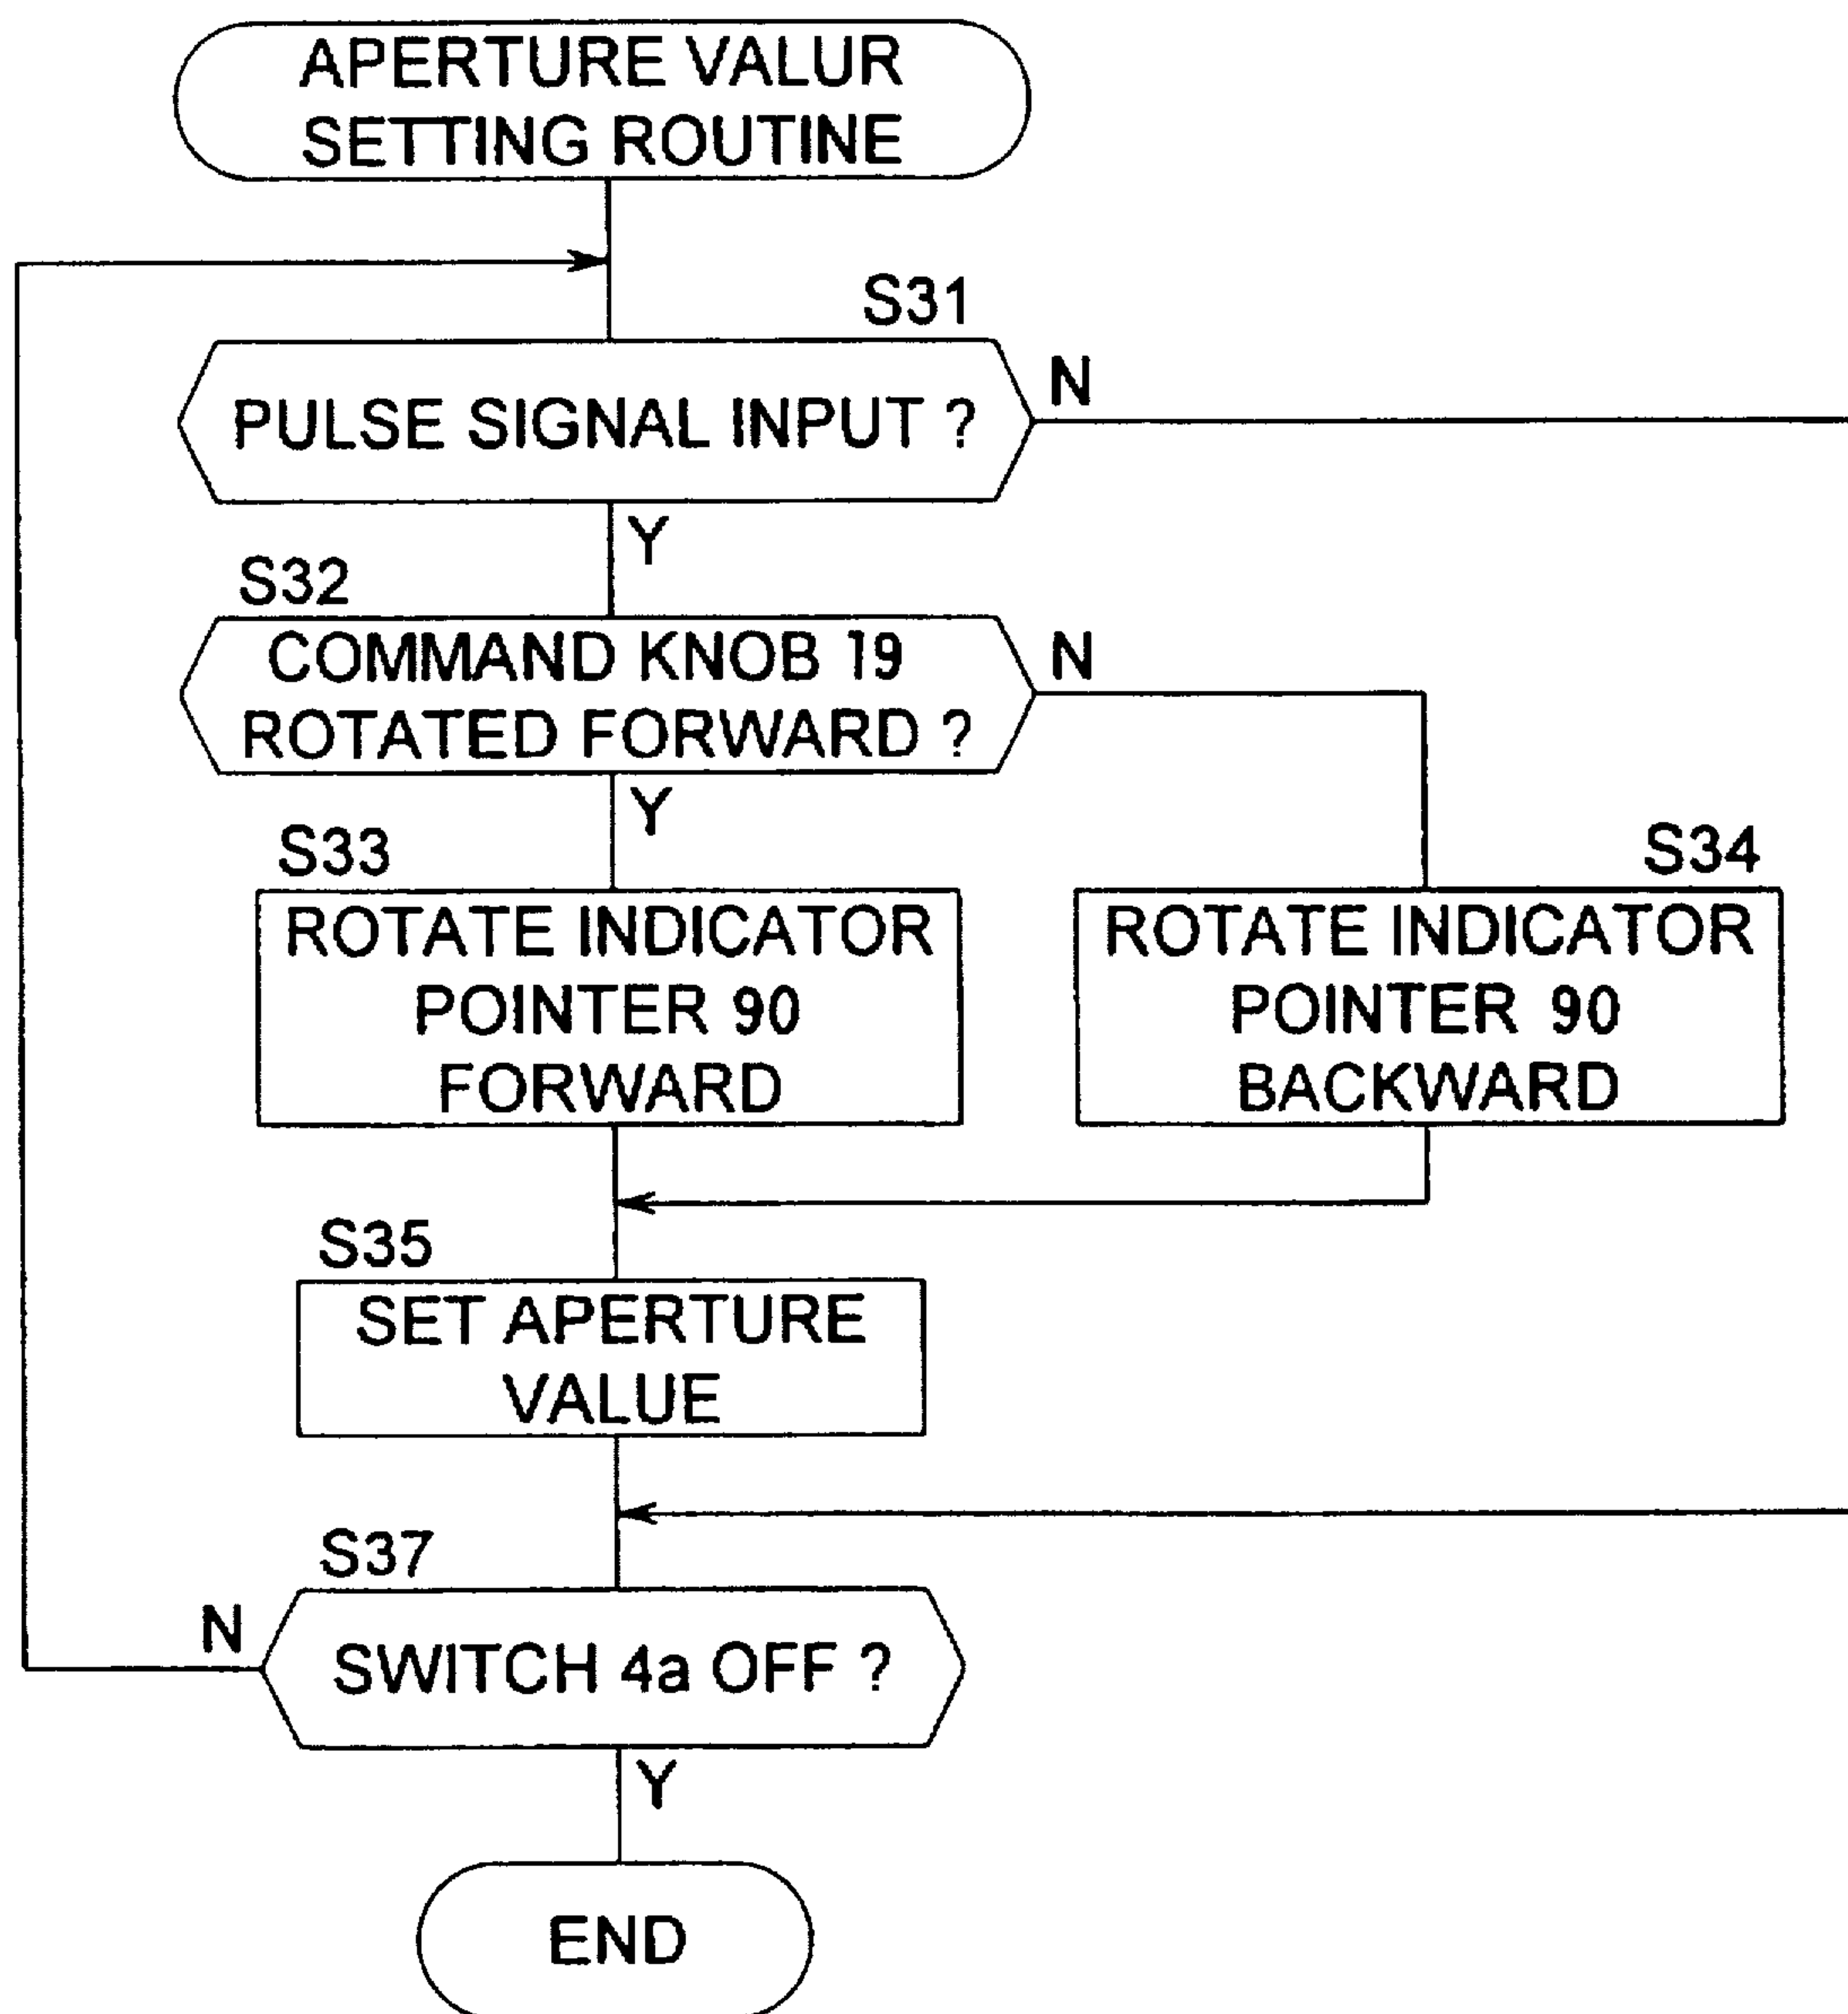 APERTURE VALUR
SETTING ROUTINE
S31
PULSE SIGNAL INPUT ?
N
Y
S32
COMMAND KNOB 19
ROTATED FORWARD ?
N
Y
S33
ROTATE INDICATOR
POINTER 90
FORWARD
S34
ROTATE INDICATOR
POINTER 90
BACKWARD
S35
SET APERTURE
VALUE
S37
N
SWITCH 4a OFF ?
Y
END